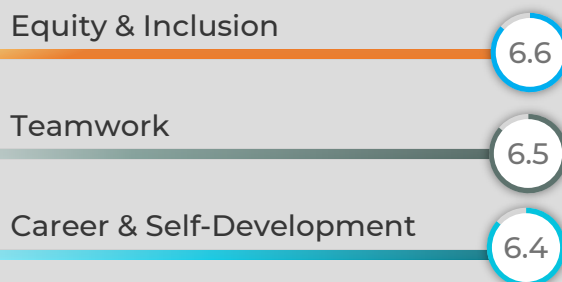 Equity & Inclusion
6.6
Teamwork
6.5
Career & Self-Development
6.4